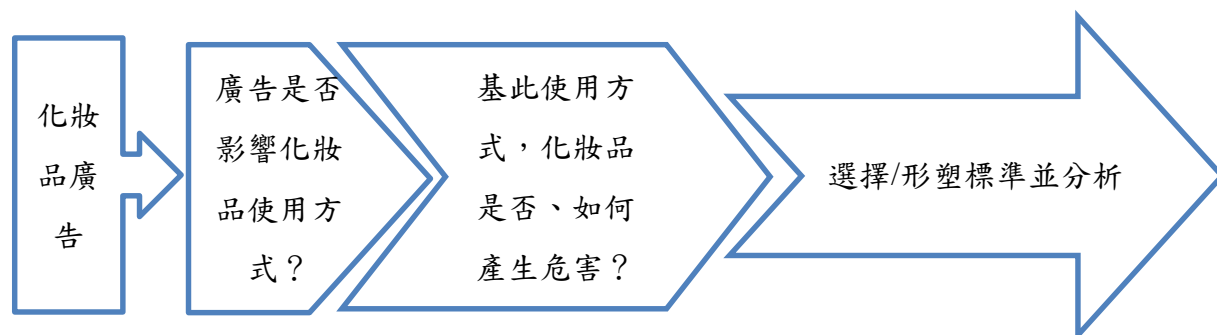 化妝
品廣
告
廣告是否
影響化妝
品使用方
式？
基此使用方
式，化妝品
是否、如何
產生危害？
選擇/形塑標準並分析